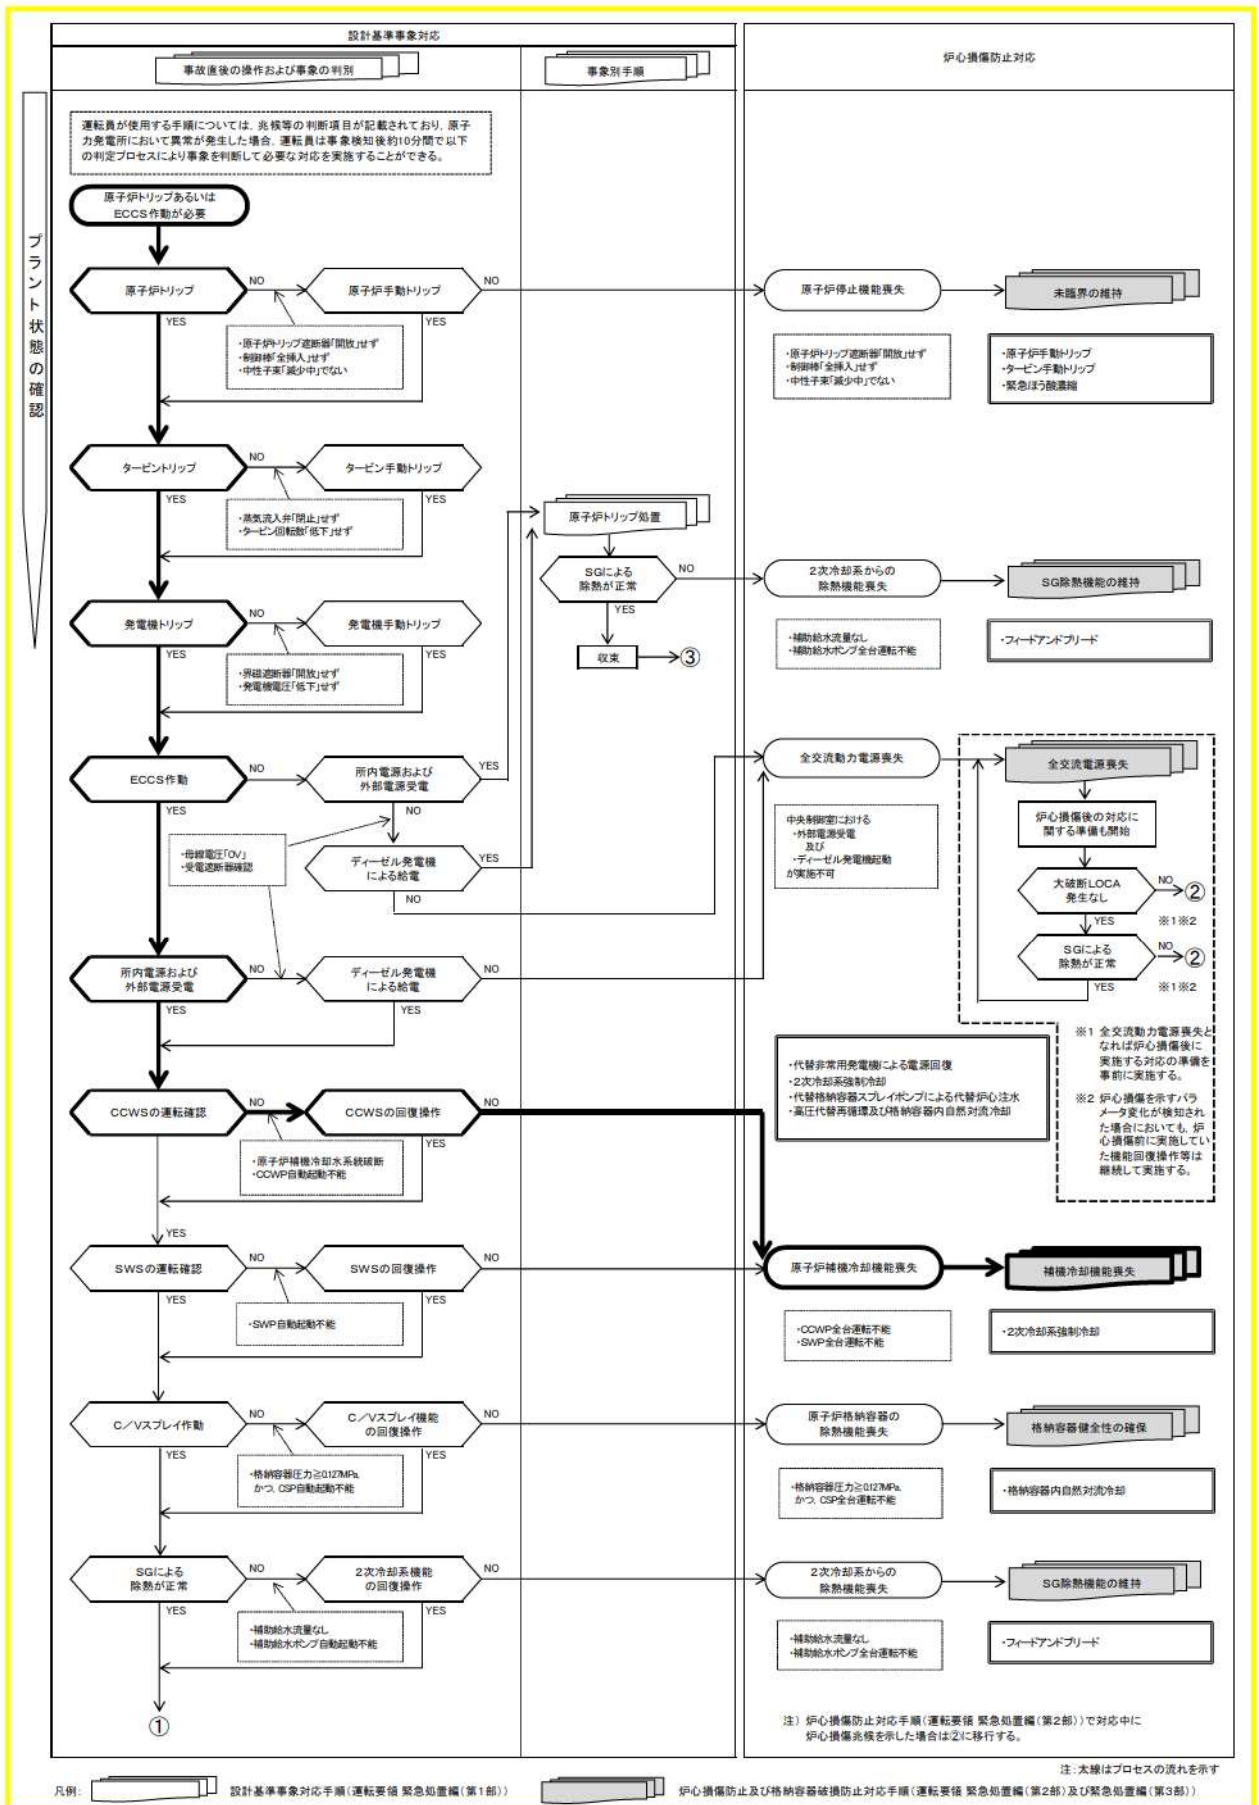 設計基準事象対応
事故直後の操作および事象の判別
事象別手順
炉心損傷防止対応
プラント状態の確認
運転員が使用する手順については、兆候等の判断項目が記載されており、原子
力発電所において異常が発生した場合、運転員は事象検知後約10分間で以下
の判定プロセスにより事象を判断して必要な対応を実施することができる。
原子炉トリップあるいは
ECCS作動が必要
原子炉トリップ
NO
原子炉手動トリップ
NO
原子炉停止機能喪失
未臨界の維持
YES
YES
・原子炉トリップ遮断器「開放」せず
・制御棒「全挿入」せず
・中性子束「減少中」でない
・原子炉トリップ遮断器「開放」せず
・制御棒「全挿入」せず
・中性子束「減少中」でない
・原子炉手動トリップ
・タービン手動トリップ
・緊急ほう酸濃縮
タービントリップ
NO
タービン手動トリップ
YES
YES
・蒸気流入弁「閉止」せず
・タービン回転数「低下」せず
原子炉トリップ処置
SGによる
除熱が正常
NO
YES
収束
③
2次冷却系からの
除熱機能喪失
SG除熱機能の維持
・補助給水流量なし
・補助給水ポンプ全台運転不能
・フィードアンドブリード
発電機トリップ
NO
発電機手動トリップ
YES
YES
・界磁遮断器「開放」せず
・発電機電圧「低下」せず
ECCS作動
NO
所内電源および
外部電源受電
YES
YES
NO
・母線電圧「0V」
・受電遮断器確認
ディーゼル発電機
による給電
YES
NO
全交流動力電源喪失
全交流電源喪失
中央制御室における
・外部電源受電
及び
・ディーゼル発電機起動
が実施不可
炉心損傷後の対応に
関する準備も開始
大破断LOCA
発生なし
NO
②
YES
※1※2
SGによる
除熱が正常
NO
②
YES
※1※2
所内電源および
外部電源受電
NO
ディーゼル発電機
による給電
NO
YES
YES
※1 全交流動力電源喪失と
なれば炉心損傷後に
実施する対応の準備を
事前に実施する。
※2 炉心損傷を示すパラ
メータ変化が検知され
た場合においても、炉
心損傷前に実施してい
た機能回復操作等は
継続して実施する。
・代替非常用発電機による電源回復
・2次冷却系強制冷却
・代替格納容器スプレイポンプによる代替炉心注水
・高圧代替再循環及び格納容器内自然対流冷却
CCWSの運転確認
NO
CCWSの回復操作
NO
YES
・原子炉補機冷却水系統破断
・CCWP自動起動不能
YES
SWSの運転確認
NO
SWSの回復操作
NO
原子炉補機冷却機能喪失
補機冷却機能喪失
YES
YES
・SWP自動起動不能
・CCWP全台運転不能
・SWP全台運転不能
・2次冷却系強制冷却
C／Vスプレイ作動
NO
C／Vスプレイ機能
の回復操作
NO
原子炉格納容器の
除熱機能喪失
格納容器健全性の確保
YES
YES
・格納容器圧力≧0.127MPa、
かつ、CSP自動起動不能
・格納容器圧力≧0.127MPa、
かつ、CSP全台運転不能
・格納容器内自然対流冷却
SGによる
除熱が正常
NO
2次冷却系機能
の回復操作
NO
2次冷却系からの
除熱機能喪失
SG除熱機能の維持
YES
YES
・補助給水流量なし
・補助給水ポンプ自動起動不能
・補助給水流量なし
・補助給水ポンプ全台運転不能
・フィードアンドブリード
①
注）炉心損傷防止対応手順（運転要領 緊急処置編（第2部））で対応中に
炉心損傷兆候を示した場合は②に移行する。
注：太線はプロセスの流れを示す
凡例：
設計基準事象対応手順（運転要領 緊急処置編（第1部））
炉心損傷防止及び格納容器破損防止対応手順（運転要領 緊急処置編（第2部）及び緊急処置編（第3部））